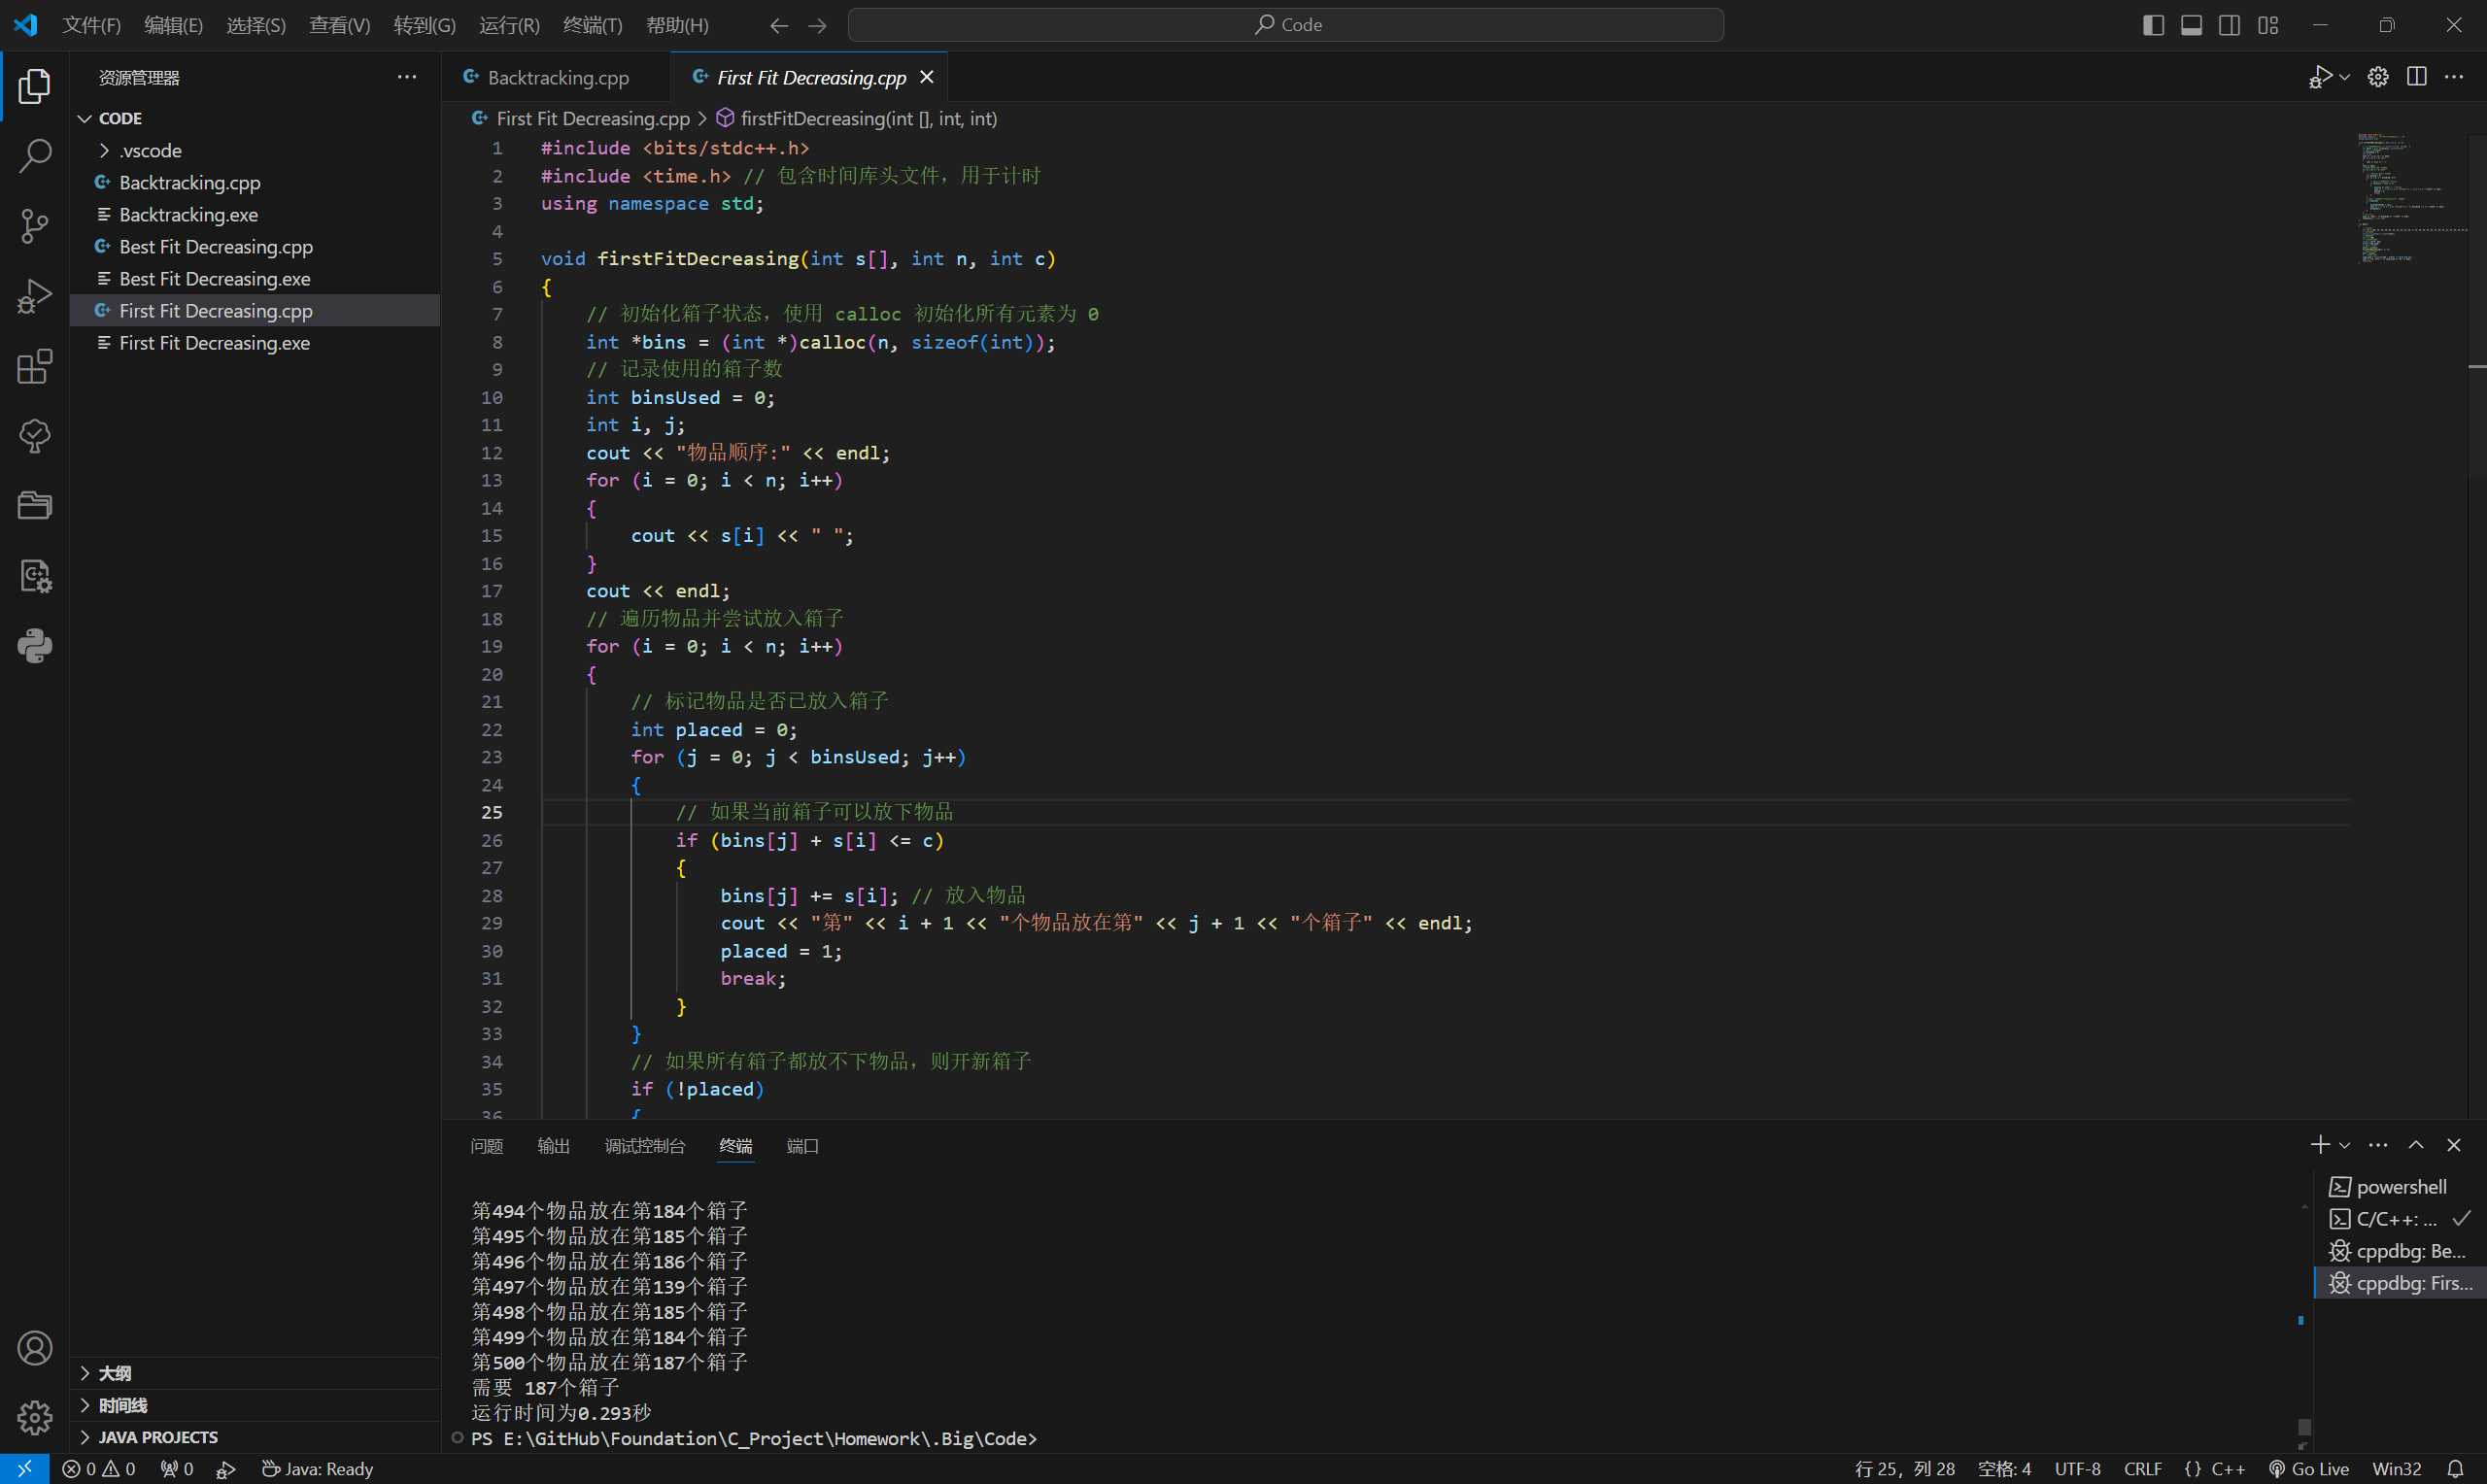 文件(F) 编辑(E) 选择(S) 查看(V) 转到(G) 运行(R) 终端(T) 帮助(H) Code
资源管理器
CODE
.vscode
Backtracking.cpp
Backtracking.exe
Best Fit Decreasing.cpp
Best Fit Decreasing.exe
First Fit Decreasing.cpp
First Fit Decreasing.exe
大纲
时间线
JAVA PROJECTS
Backtracking.cpp First Fit Decreasing.cpp
First Fit Decreasing.cpp > firstFitDecreasing(int [], int, int)
1 #include <bits/stdc++.h>
2 #include <time.h> // 包含时间库头文件，用于计时
3 using namespace std;
4
5 void firstFitDecreasing(int s[], int n, int c)
6 {
7 // 初始化箱子状态，使用 calloc 初始化所有元素为 0
8 int *bins = (int *)calloc(n, sizeof(int));
9 // 记录使用的箱子数
10 int binsUsed = 0;
11 int i, j;
12 cout << "物品顺序:" << endl;
13 for (i = 0; i < n; i++)
14 {
15 cout << s[i] << " ";
16 }
17 cout << endl;
18 // 遍历物品并尝试放入箱子
19 for (i = 0; i < n; i++)
20 {
21 // 标记物品是否已放入箱子
22 int placed = 0;
23 for (j = 0; j < binsUsed; j++)
24 {
25 // 如果当前箱子可以放下物品
26 if (bins[j] + s[i] <= c)
27 {
28 bins[j] += s[i]; // 放入物品
29 cout << "第" << i + 1 << "个物品放在第" << j + 1 << "个箱子" << endl;
30 placed = 1;
31 break;
32 }
33 }
34 // 如果所有箱子都放不下物品，则开新箱子
35 if (!placed)
36 {
问题 输出 调试控制台 终端 端口
第494个物品放在第184个箱子
第495个物品放在第185个箱子
第496个物品放在第186个箱子
第497个物品放在第139个箱子
第498个物品放在第185个箱子
第499个物品放在第184个箱子
第500个物品放在第187个箱子
需要 187个箱子
运行时间为0.293秒
PS E:\GitHub\Foundation\C_Project\Homework\.Big\Code>
powershell
C/C++: ...
cppdbg: Be...
cppdbg: Firs...
0 0 0 Java: Ready 行 25，列 28 空格: 4 UTF-8 CRLF {} C++ Go Live Win32